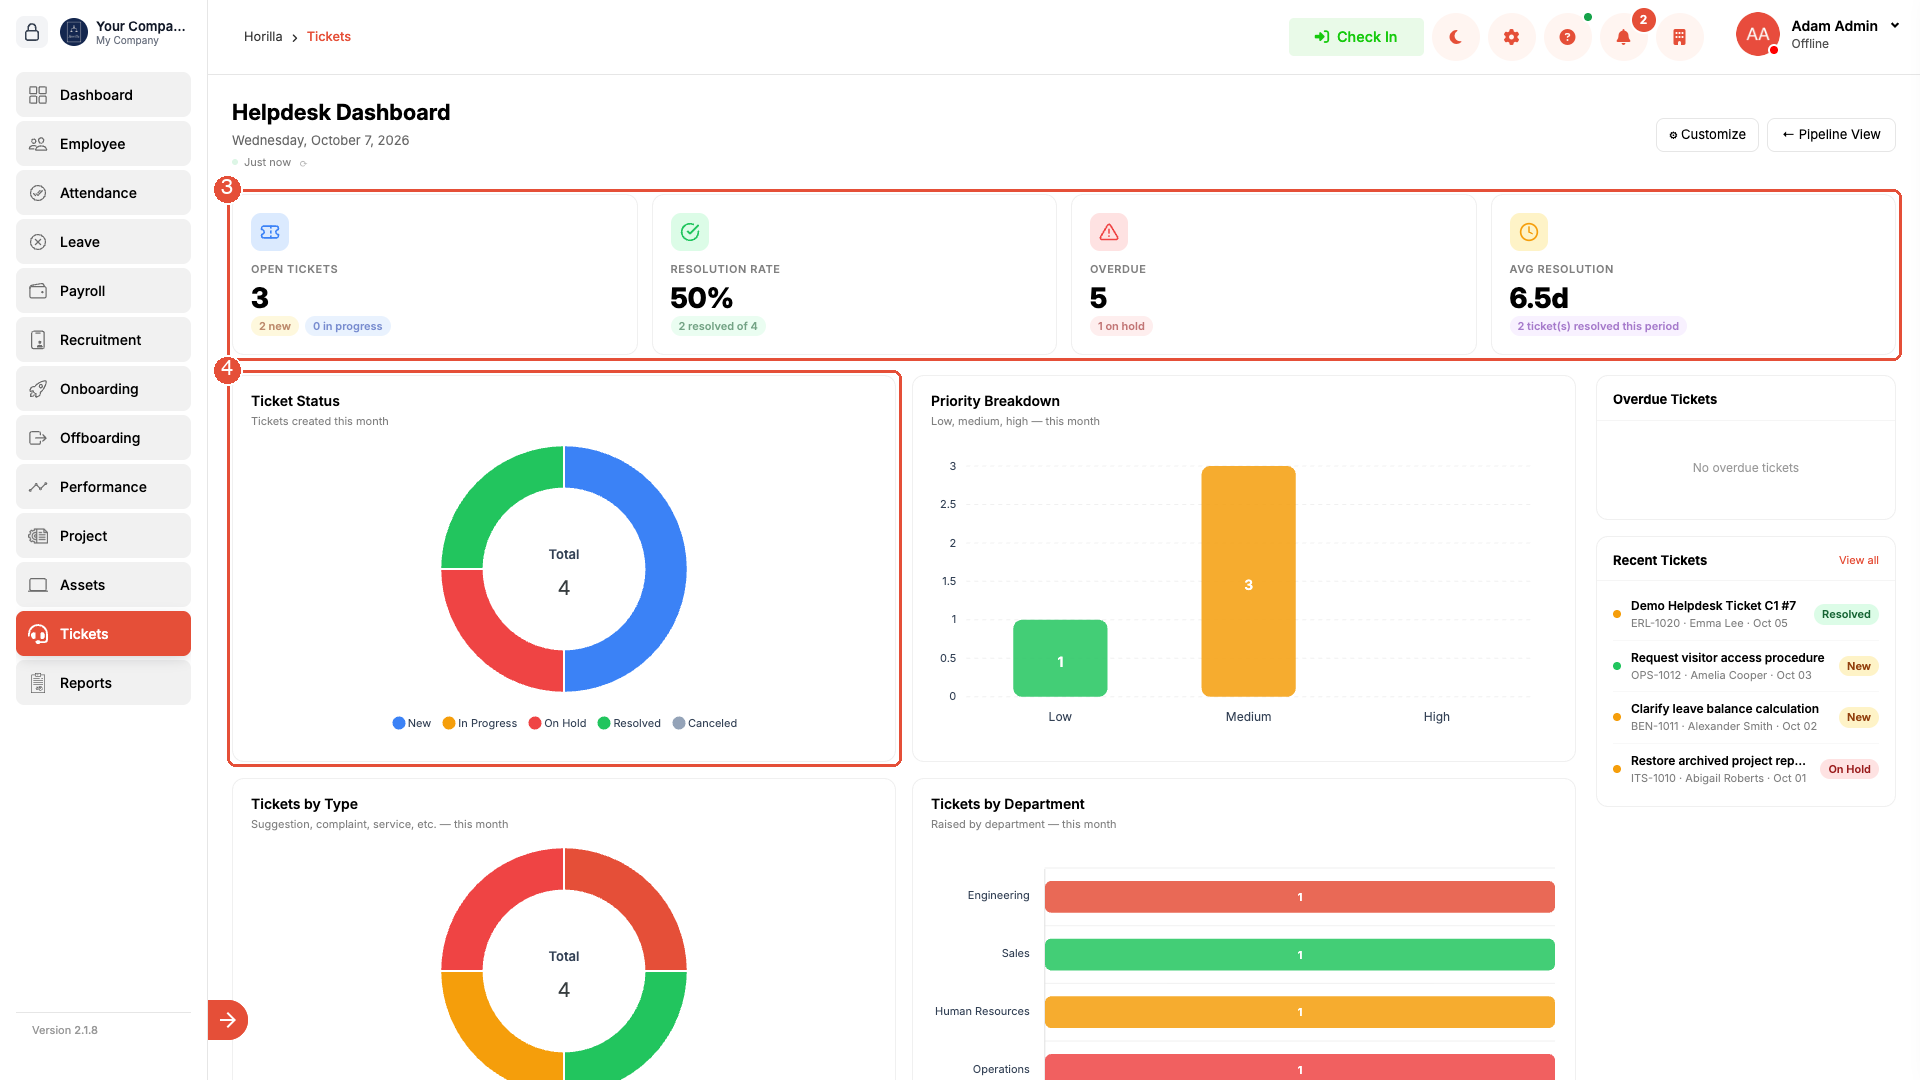 Your Compa...
My Company
Horilla > Tickets
Check In
2
AA
Adam Admin
Offline
Dashboard
Employee
Attendance
Leave
Payroll
Recruitment
Onboarding
Offboarding
Performance
Project
Assets
Tickets
Reports
Version 2.1.8
Helpdesk Dashboard
Wednesday, October 7, 2026
Just now
Customize
← Pipeline View
3
OPEN TICKETS
3
2 new
0 in progress
RESOLUTION RATE
50%
2 resolved of 4
OVERDUE
5
1 on hold
AVG RESOLUTION
6.5d
2 ticket(s) resolved this period
4
Ticket Status
Tickets created this month
Total
4
New
In Progress
On Hold
Resolved
Canceled
Priority Breakdown
Low, medium, high — this month
3
2.5
2
1.5
1
0.5
0
1
3
Low
Medium
High
Overdue Tickets
No overdue tickets
Recent Tickets
View all
Demo Helpdesk Ticket C1 #7
ERL-1020 · Emma Lee · Oct 05
Resolved
Request visitor access procedure
OPS-1012 · Amelia Cooper · Oct 03
New
Clarify leave balance calculation
BEN-1011 · Alexander Smith · Oct 02
New
Restore archived project rep...
ITS-1010 · Abigail Roberts · Oct 01
On Hold
Tickets by Type
Suggestion, complaint, service, etc. — this month
Total
4
Tickets by Department
Raised by department — this month
Engineering
1
Sales
1
Human Resources
1
Operations
1